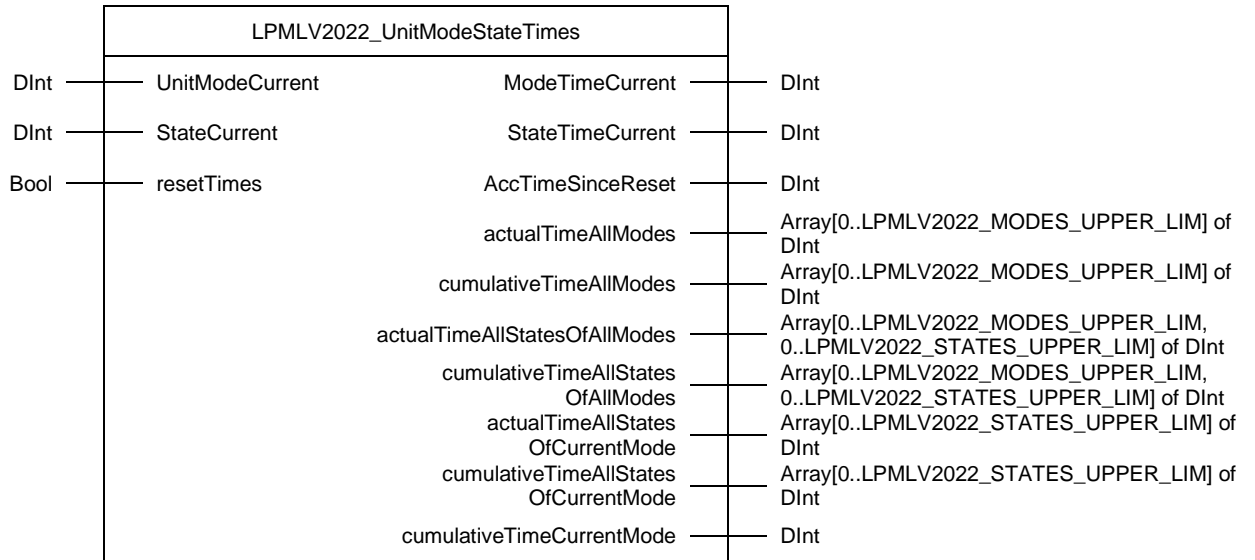 LPMLV2022_UnitModeStateTimes
DInt UnitModeCurrent ModeTimeCurrent DInt
DInt StateCurrent StateTimeCurrent DInt
Bool resetTimes AccTimeSinceReset DInt
actualTimeAllModes Array[0..LPMLV2022_MODES_UPPER_LIM] of
DInt
cumulativeTimeAllModes Array[0..LPMLV2022_MODES_UPPER_LIM] of
DInt
actualTimeAllStatesOfAllModes Array[0..LPMLV2022_MODES_UPPER_LIM,
0..LPMLV2022_STATES_UPPER_LIM] of DInt
cumulativeTimeAllStates Array[0..LPMLV2022_MODES_UPPER_LIM,
OfAllModes 0..LPMLV2022_STATES_UPPER_LIM] of DInt
actualTimeAllStates Array[0..LPMLV2022_STATES_UPPER_LIM] of
OfCurrentMode DInt
cumulativeTimeAllStates Array[0..LPMLV2022_STATES_UPPER_LIM] of
OfCurrentMode DInt
cumulativeTimeCurrentMode DInt